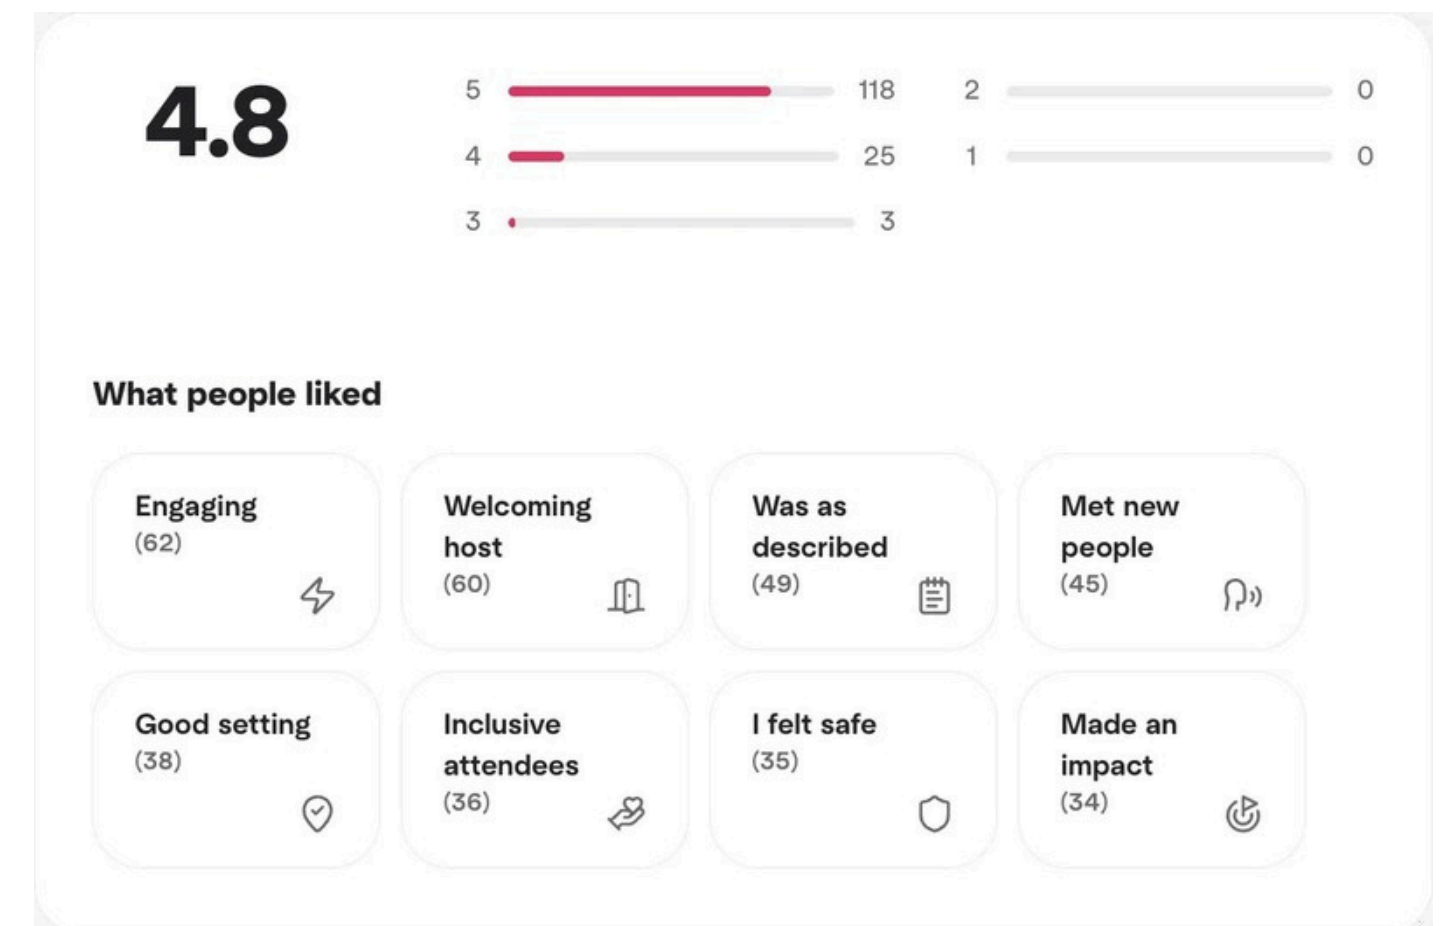 4.8
5 118
4 25
3 3
2 0
1 0
What people liked
Engaging
(62)
Welcoming
host
(60)
Was as
described
(49)
Met new
people
(45)
Good setting
(38)
Inclusive
attendees
(36)
I felt safe
(35)
Made an
impact
(34)